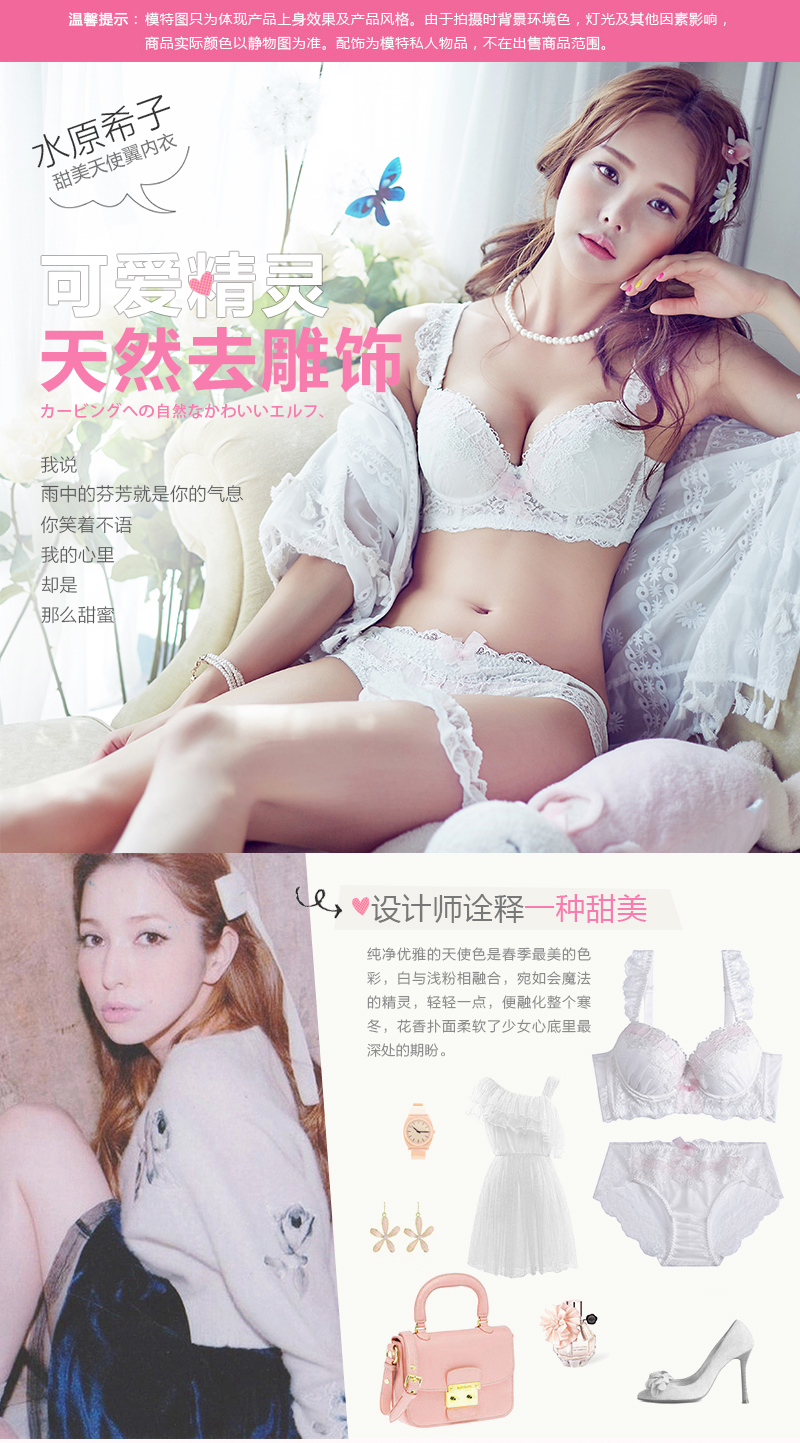 温馨提示：模特图只为体现产品上身效果及产品风格。由于拍摄时背景环境色，灯光及其他因素影响，
商品实际颜色以静物图为准。配饰为模特私人物品，不在出售商品范围。
水原希子
甜美天使翼内衣
可爱精灵
天然去雕饰
カービングへの自然なかわいいエルフ、
我说
雨中的芬芳就是你的气息
你笑着不语
我的心里
却是
那么甜蜜
设计师诠释一种甜美
纯净优雅的天使色是春季最美的色
彩，白与浅粉相融合，宛如会魔法
的精灵，轻轻一点，便融化整个寒
冬，花香扑面柔软了少女心底里最
深处的期盼。